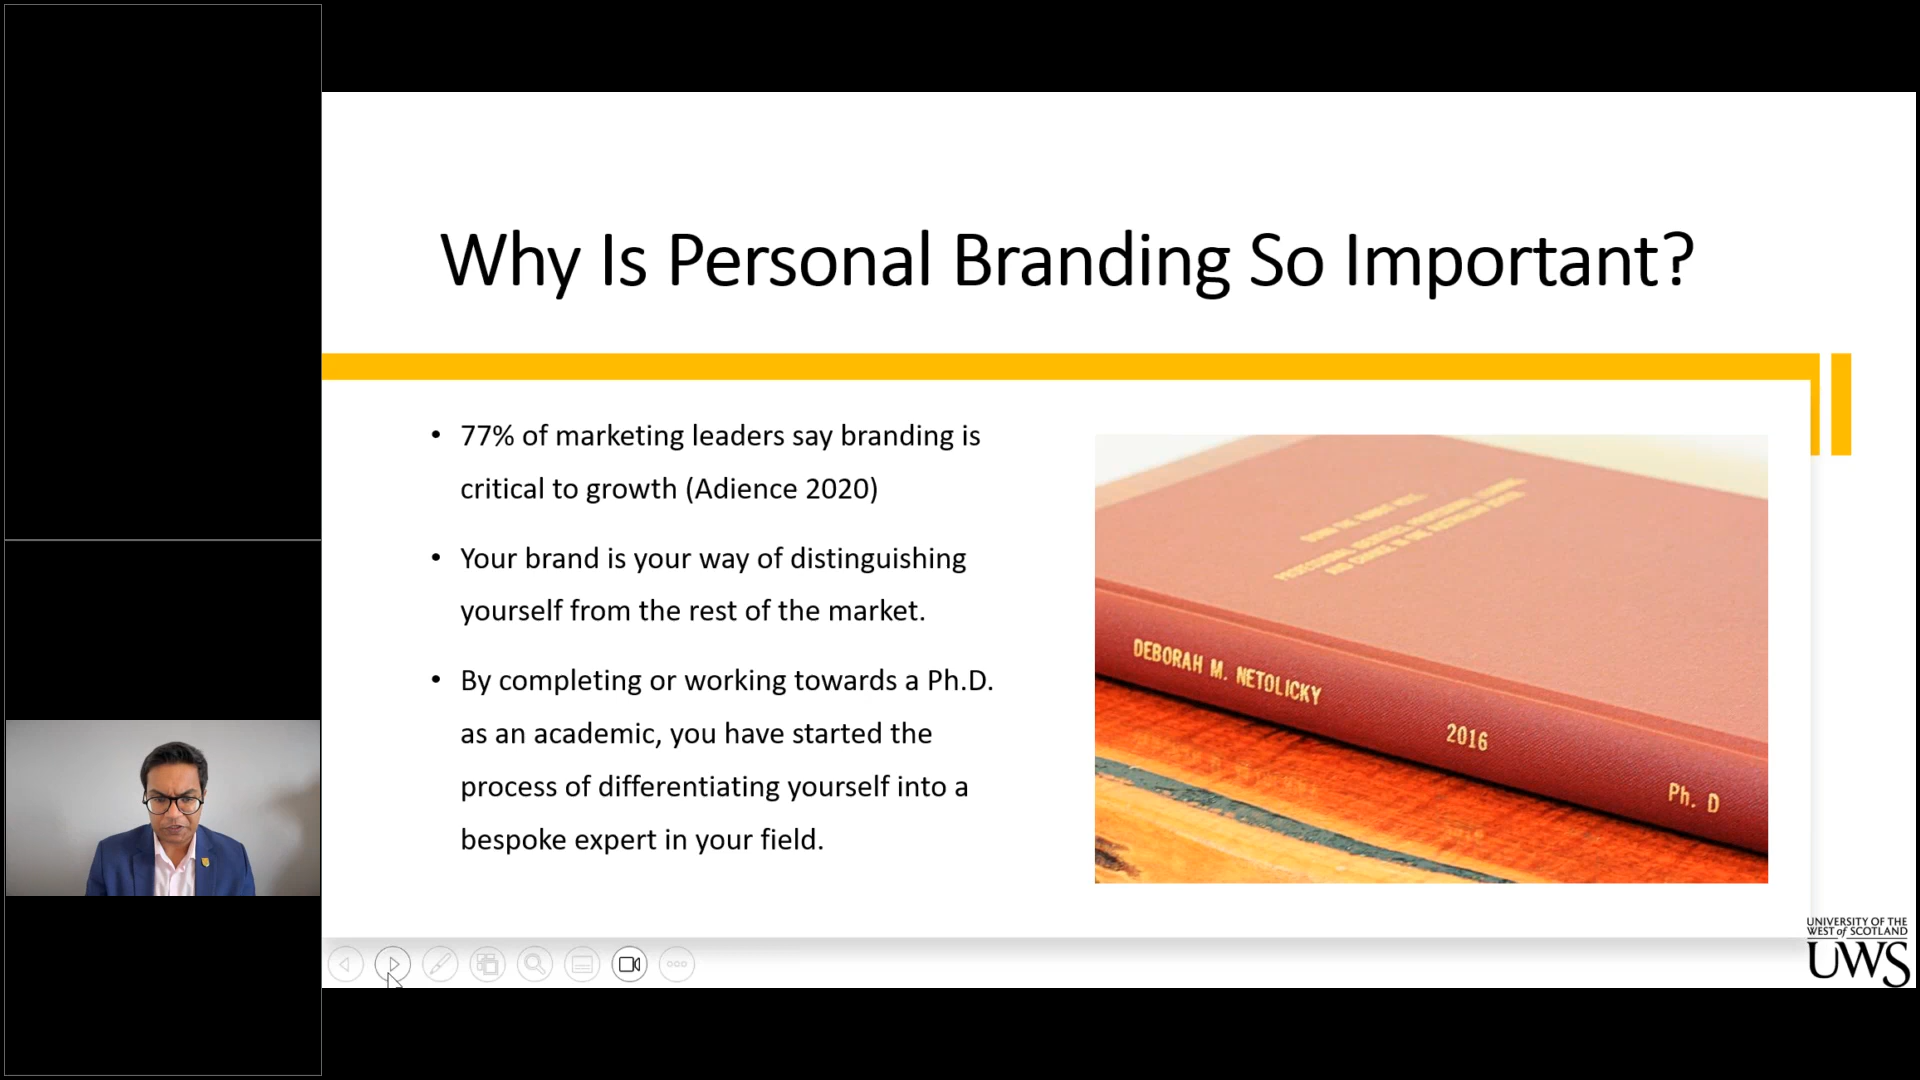 Why Is Personal Branding So Important?
• 77% of marketing leaders say branding is
critical to growth (Adience 2020)
• Your brand is your way of distinguishing
yourself from the rest of the market.
• By completing or working towards a Ph.D.
as an academic, you have started the
process of differentiating yourself into a
bespoke expert in your field.
DEBORAH M. NETOLICKY
2016
Ph. D
UNIVERSITY OF THE
WEST of SCOTLAND
UWS